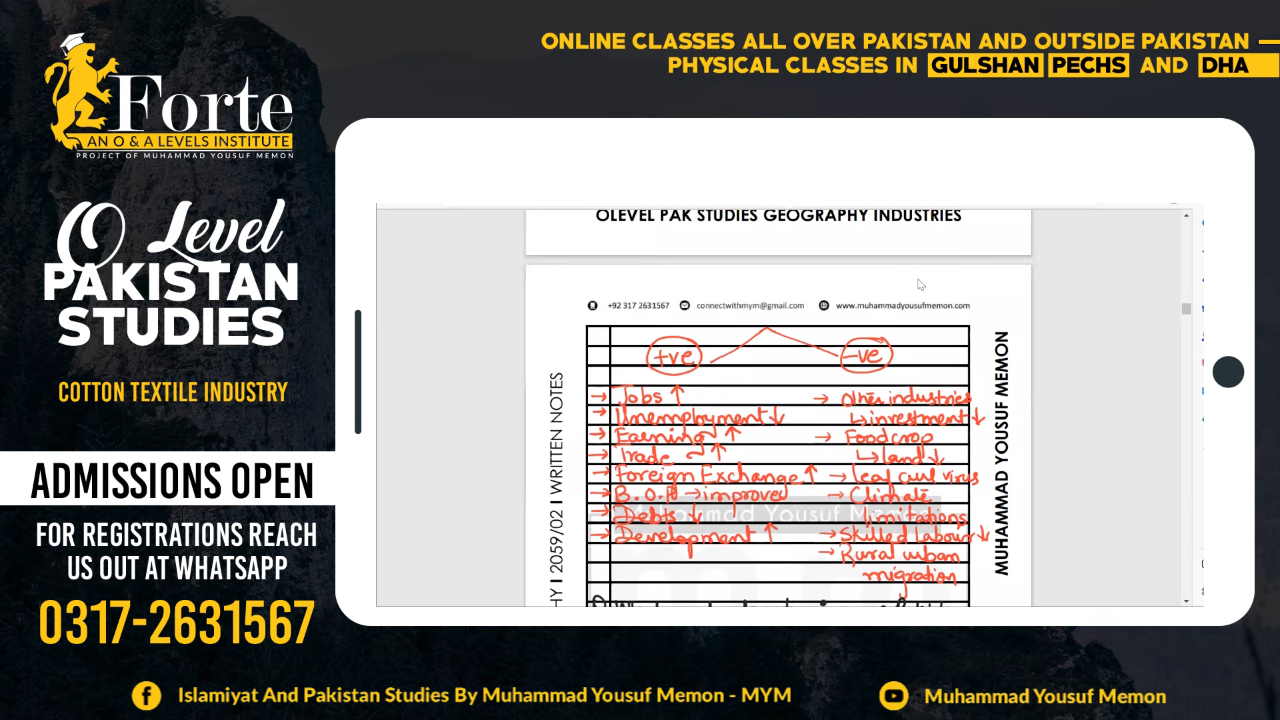 Forte
AN O & A LEVELS INSTITUTE
PROJECT OF MUHAMMAD YOUSUF MEMON
ONLINE CLASSES ALL OVER PAKISTAN AND OUTSIDE PAKISTAN
PHYSICAL CLASSES IN GULSHAN PECHS AND DHA
O Level
PAKISTAN
STUDIES
COTTON TEXTILE INDUSTRY
ADMISSIONS OPEN
FOR REGISTRATIONS REACH
US OUT AT WHATSAPP
0317-2631567
OLEVEL PAK STUDIES GEOGRAPHY INDUSTRIES
+92 317 2631567 connectwithmym@gmail.com www.muhammadyousufmemon.com
HY I 2059/02 I WRITTEN NOTES
MUHAMMAD YOUSUF MEMON
+ve
-ve
→ Jobs ↑
→ Unemployment ↓
→ Earning ↑
→ Trade ↑
→ Foreign Exchange ↑
→ B.O.P → improved
→ Debts ↓
→ Development ↑
→ Other industries
↳ investment ↓
→ Food crop
↳ land ↓
→ leaf curl virus
→ Climate
limitations
→ Skilled Labour ↓
→ Rural urban
migration
Muhammad Yousuf Memon
Islamiyat And Pakistan Studies By Muhammad Yousuf Memon - MYM
Muhammad Yousuf Memon